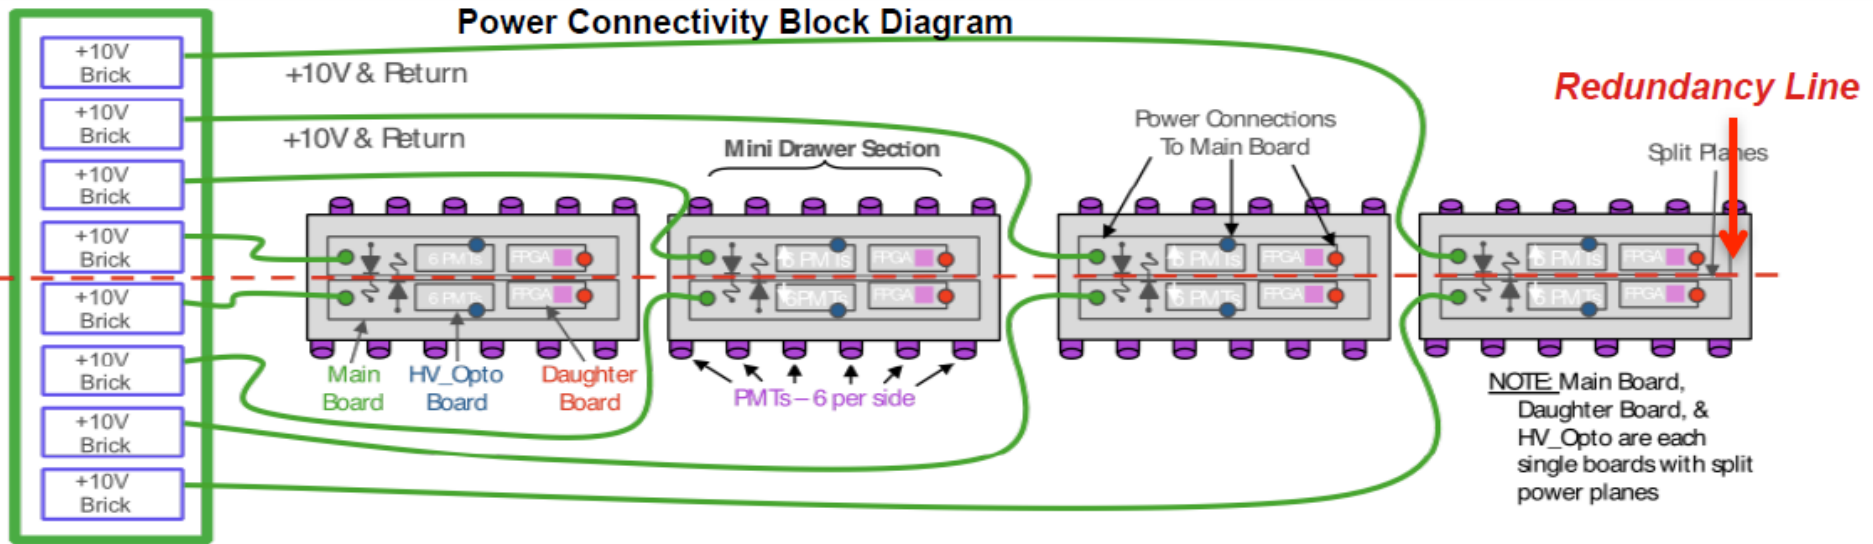 Power Connectivity Block Diagram
+10V
Brick
+10V & Return
+10V
Brick
+10V & Return
+10V
Brick
+10V
Brick
+10V
Brick
+10V
Brick
+10V
Brick
+10V
Brick
Mini Drawer Section
Power Connections
To Main Board
Redundancy Line
Split Planes
6 PMTs
FPGA
6 PMTs
FPGA
6 PMTs
FPGA
6PMTs
FPGA
6 PMTs
FPGA
6 PMTs
FPGA
6 PMTs
FPGA
6 PMTs
FPGA
Main
Board
HV_Opto
Board
Daughter
Board
PMTs – 6 per side
NOTE: Main Board,
Daughter Board, &
HV_Opto are each
single boards with split
power planes